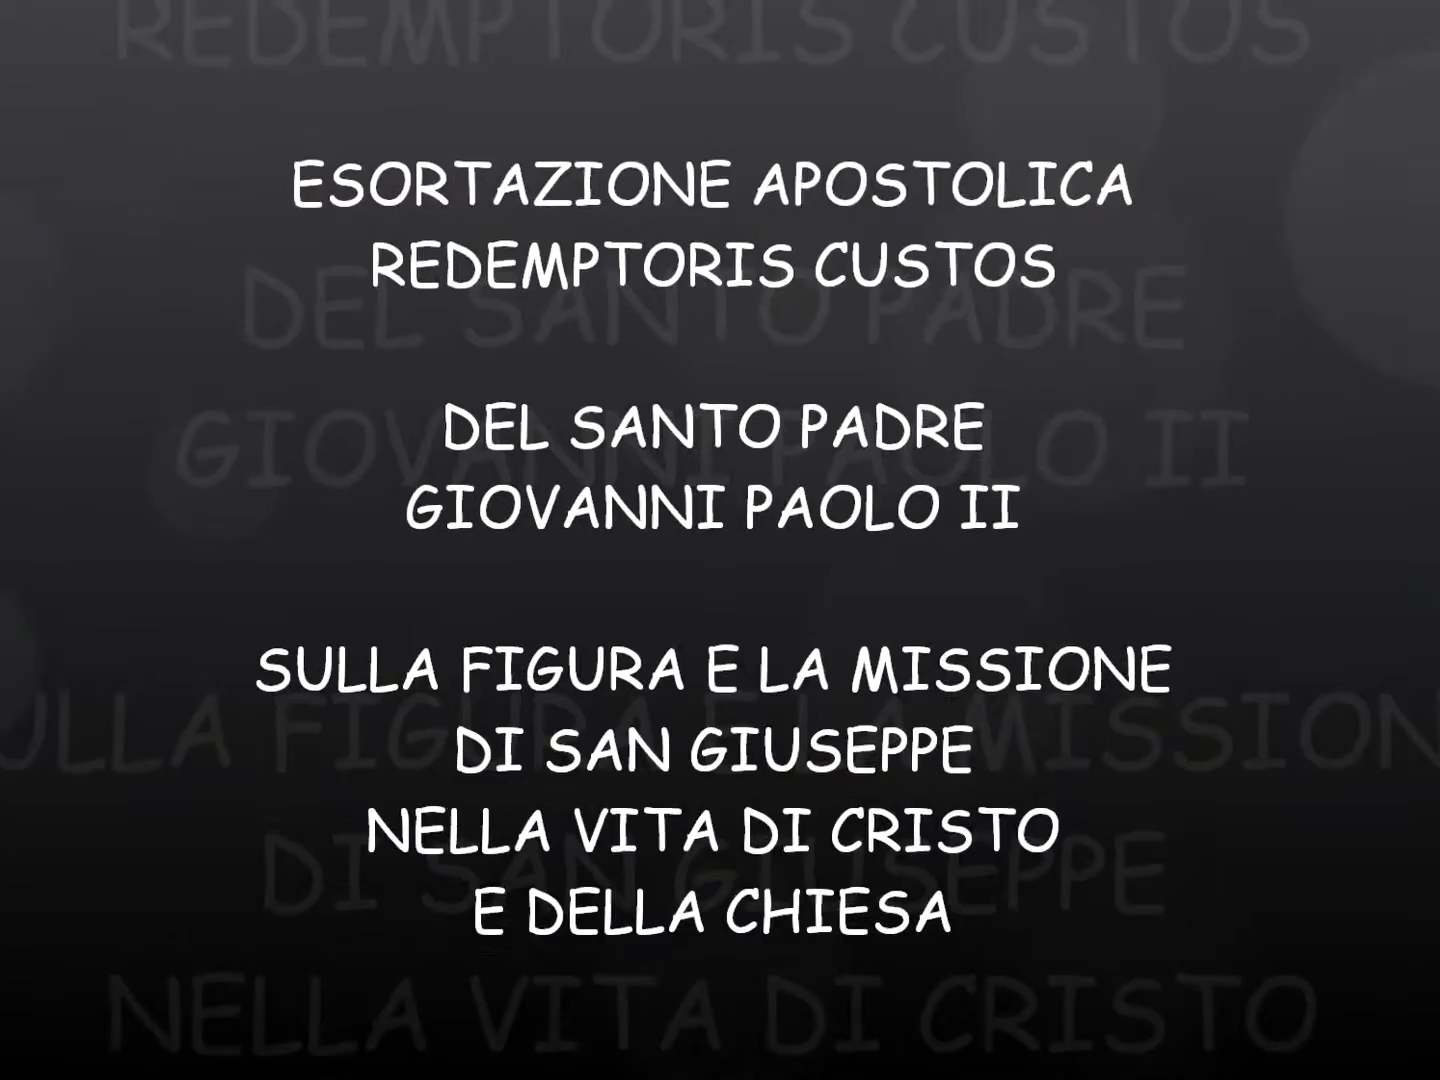 ESORTAZIONE APOSTOLICA
REDEMPTORIS CUSTOS
DEL SANTO PADRE
GIOVANNI PAOLO II
SULLA FIGURA E LA MISSIONE
DI SAN GIUSEPPE
NELLA VITA DI CRISTO
E DELLA CHIESA